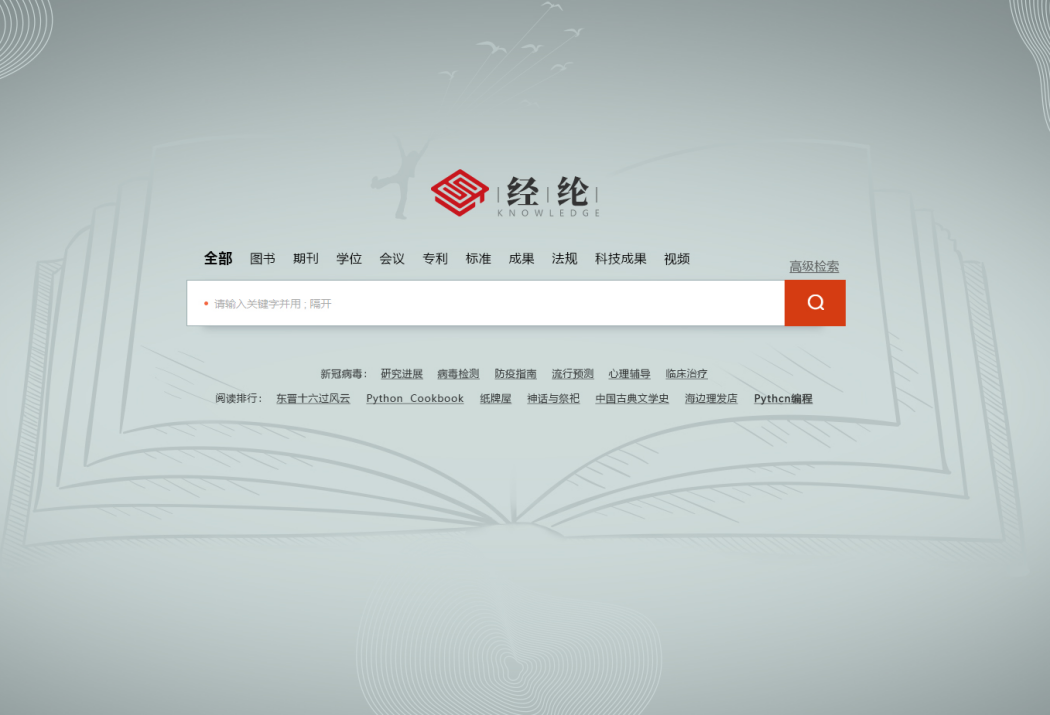 经 纶
KNOWLEDGE
全部 图书 期刊 学位 会议 专利 标准 成果 法规 科技成果 视频
高级检索
请输入关键字并用 ; 隔开
新冠病毒： 研究进展 病毒检测 防疫指南 流行预测 心理辅导 临床治疗
阅读排行： 东晋十六过风云 Python Cookbook 纸牌屋 神话与祭祀 中国古典文学史 海边理发店 Pythcn编程